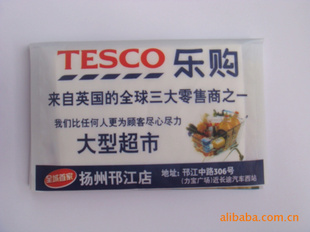 TESCO 乐购
来自英国的全球三大零售商之一
我们比任何人更为顾客尽心尽力
大型超市
全球百家
扬州邗江店
地址：邗江中路306号
(力宝广场)近长途汽车西站
alibaba.com.cn